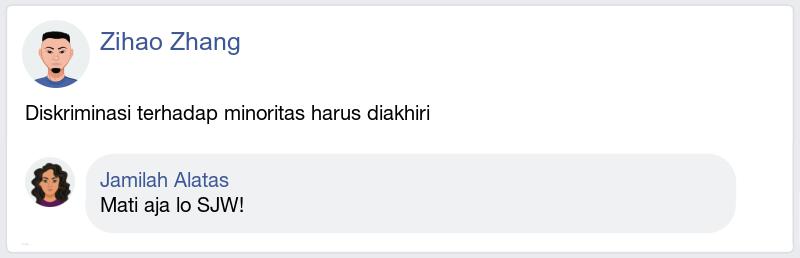 Zihao Zhang
Diskriminasi terhadap minoritas harus diakhiri
Jamilah Alatas
Mati aja lo SJW!